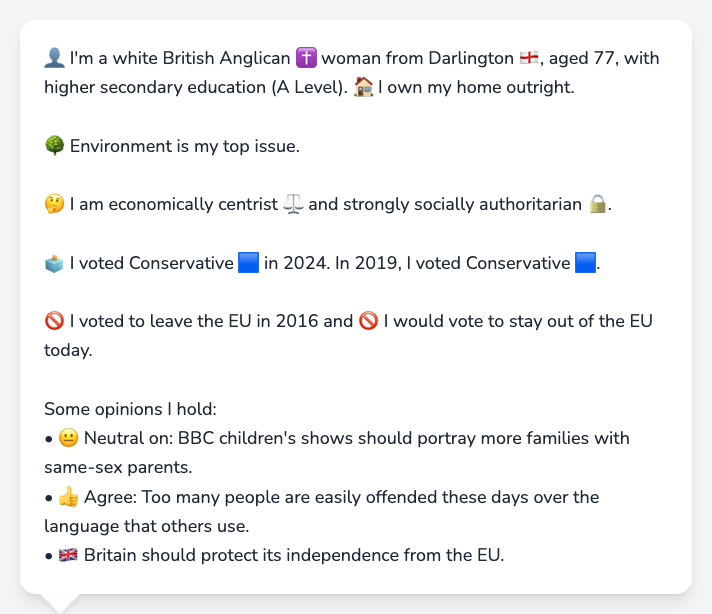 👤 I'm a white British Anglican ✝️ woman from Darlington 🏴󠁧󠁢󠁥󠁮󠁧󠁿, aged 77, with
higher secondary education (A Level). 🏠 I own my home outright.
🌳 Environment is my top issue.
🤔 I am economically centrist ⚖️ and strongly socially authoritarian 🔒.
🗳️ I voted Conservative 🟦 in 2024. In 2019, I voted Conservative 🟦.
🚫 I voted to leave the EU in 2016 and 🚫 I would vote to stay out of the EU
today.
Some opinions I hold:
• 😐 Neutral on: BBC children's shows should portray more families with
same-sex parents.
• 👍 Agree: Too many people are easily offended these days over the
language that others use.
• 🇬🇧 Britain should protect its independence from the EU.